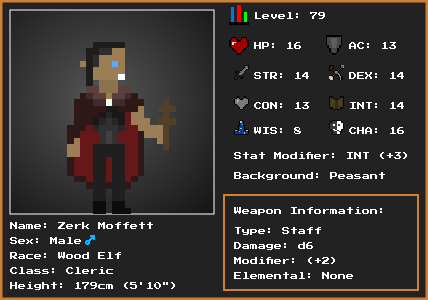 Level: 79
HP: 16 AC: 13
STR: 14 DEX: 14
CON: 13 INT: 14
WIS: 8 CHA: 16
Stat Modifier: INT (+3)
Background: Peasant
Weapon Information:
Type: Staff
Damage: d6
Modifier: (+2)
Elemental: None
Name: Zerk Moffett
Sex: Male ♂
Race: Wood Elf
Class: Cleric
Height: 179cm (5'10")